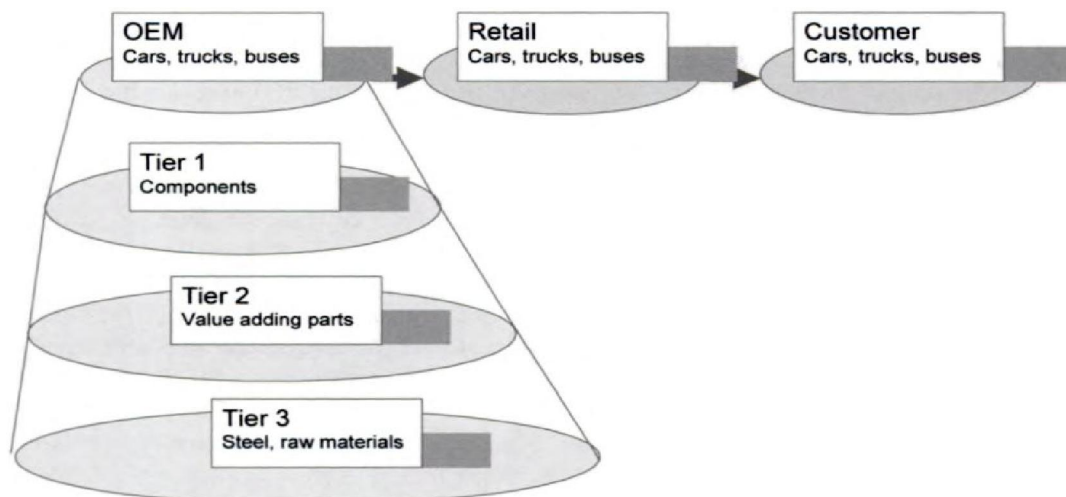 OEM
Cars, trucks, buses
Retail
Cars, trucks, buses
Customer
Cars, trucks, buses
Tier 1
Components
Tier 2
Value adding parts
Tier 3
Steel, raw materials